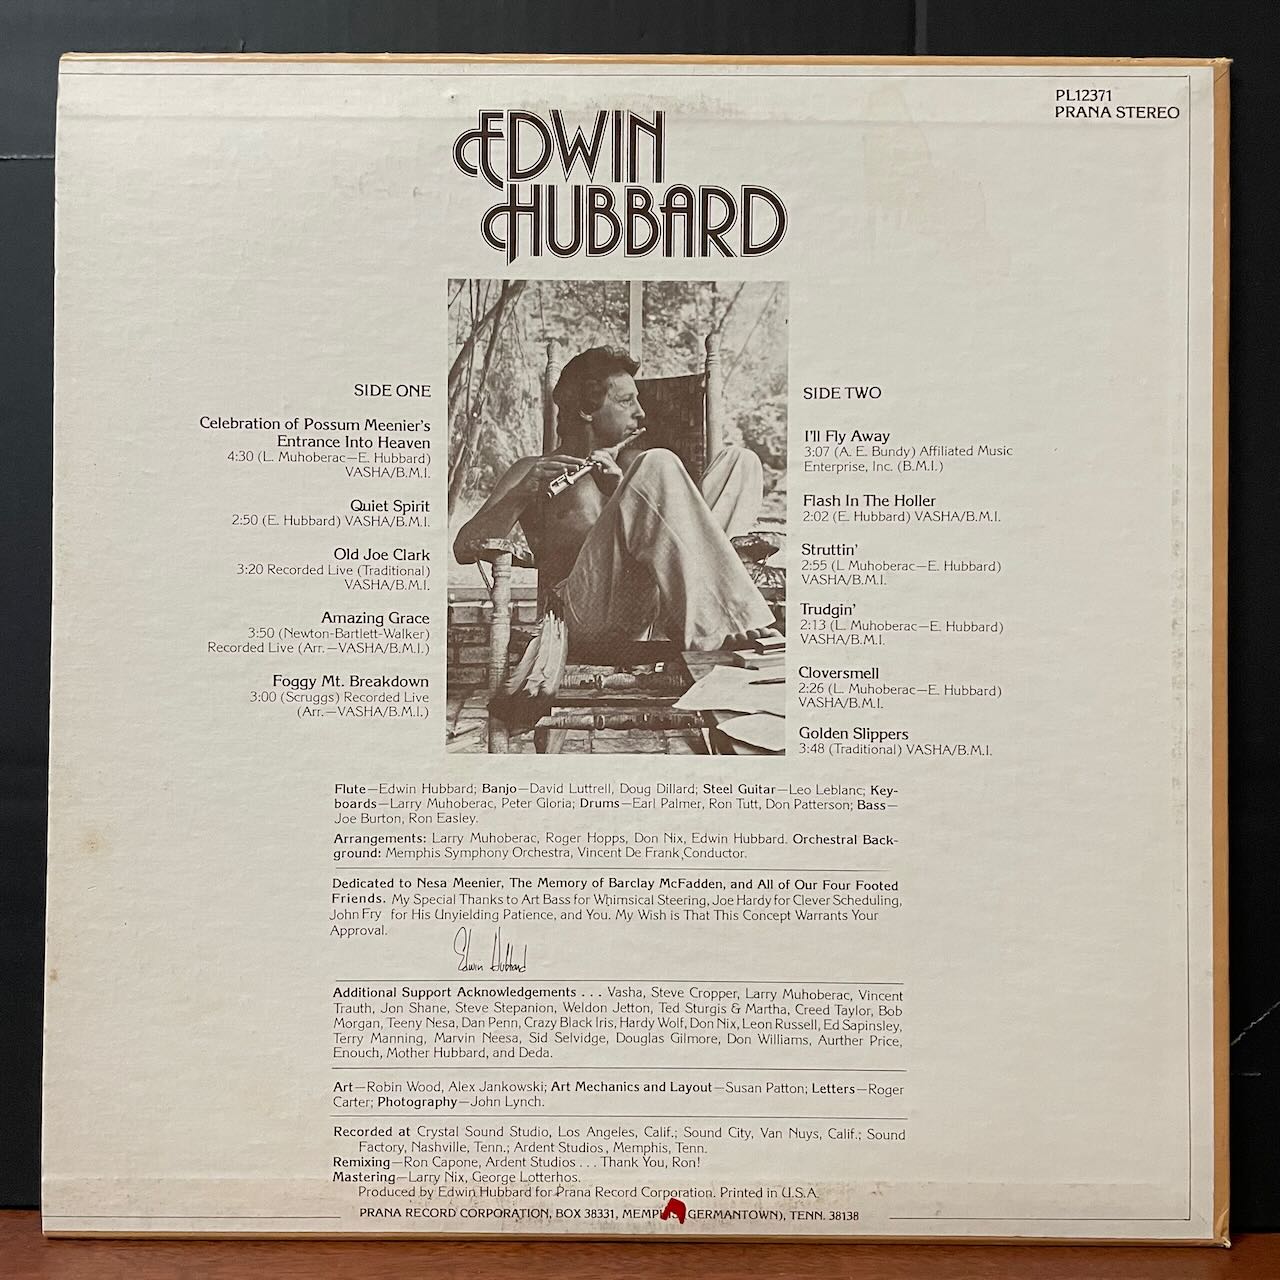 PL12371
PRANA STEREO
EDWIN
HUBBARD
SIDE ONE
Celebration of Possum Meenier's
Entrance Into Heaven
4:30 (L. Muhoberac—E. Hubbard)
VASHA/B.M.I.
Quiet Spirit
2:50 (E. Hubbard) VASHA/B.M.I.
Old Joe Clark
3:20 Recorded Live (Traditional)
VASHA/B.M.I.
Amazing Grace
3:50 (Newton-Bartlett-Walker)
Recorded Live (Arr.—VASHA/B.M.I.)
Foggy Mt. Breakdown
3:00 (Scruggs) Recorded Live
(Arr.—VASHA/B.M.I.)
SIDE TWO
I'll Fly Away
3:07 (A. E. Bundy) Affiliated Music
Enterprise, Inc. (B.M.I.)
Flash In The Holler
2:02 (E. Hubbard) VASHA/B.M.I.
Struttin'
2:55 (L Muhoberac—E. Hubbard)
VASHA/B.M.I.
Trudgin'
2:13 (L. Muhoberac—E. Hubbard)
VASHA/B.M.I.
Cloversmell
2:26 (L. Muhoberac—E. Hubbard)
VASHA/B.M.I.
Golden Slippers
3:48 (Traditional) VASHA/B.M.I.
Flute—Edwin Hubbard; Banjo—David Luttrell, Doug Dillard; Steel Guitar—Leo Leblanc; Key-
boards—Larry Muhoberac, Peter Gloria; Drums—Earl Palmer, Ron Tutt, Don Patterson; Bass—
Joe Burton, Ron Easley.
Arrangements: Larry Muhoberac, Roger Hopps, Don Nix, Edwin Hubbard. Orchestral Back-
ground: Memphis Symphony Orchestra, Vincent De Frank, Conductor.
Dedicated to Nesa Meenier, The Memory of Barclay McFadden, and All of Our Four Footed
Friends. My Special Thanks to Art Bass for Whimsical Steering, Joe Hardy for Clever Scheduling,
John Fry for His Unyielding Patience, and You. My Wish is That This Concept Warrants Your
Approval.
Edwin Hubbard
Additional Support Acknowledgements . . . Vasha, Steve Cropper, Larry Muhoberac, Vincent
Trauth, Jon Shane, Steve Stepanion, Weldon Jetton, Ted Sturgis & Martha, Creed Taylor, Bob
Morgan, Teeny Nesa, Dan Penn, Crazy Black Iris, Hardy Wolf, Don Nix, Leon Russell, Ed Sapinsley,
Terry Manning, Marvin Neesa, Sid Selvidge, Douglas Gilmore, Don Williams, Aurther Price,
Enouch, Mother Hubbard, and Deda.
Art—Robin Wood, Alex Jankowski; Art Mechanics and Layout—Susan Patton; Letters—Roger
Carter; Photography—John Lynch.
Recorded at Crystal Sound Studio, Los Angeles, Calif.; Sound City, Van Nuys, Calif.; Sound
Factory, Nashville, Tenn.; Ardent Studios, Memphis, Tenn.
Remixing—Ron Capone, Ardent Studios . . . Thank You, Ron!
Mastering—Larry Nix, George Lotterhos.
Produced by Edwin Hubbard for Prana Record Corporation. Printed in U.S.A.
PRANA RECORD CORPORATION, BOX 38331, MEMPHIS (GERMANTOWN), TENN. 38138